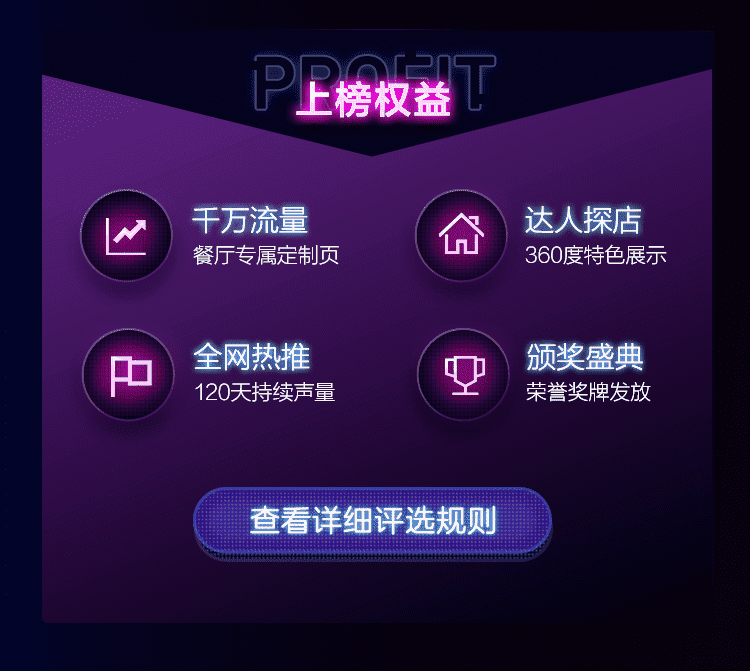 PROFIT
上榜权益
千万流量
餐厅专属定制页
达人探店
360度特色展示
全网热推
120天持续声量
颁奖盛典
荣誉奖牌发放
查看详细评选规则